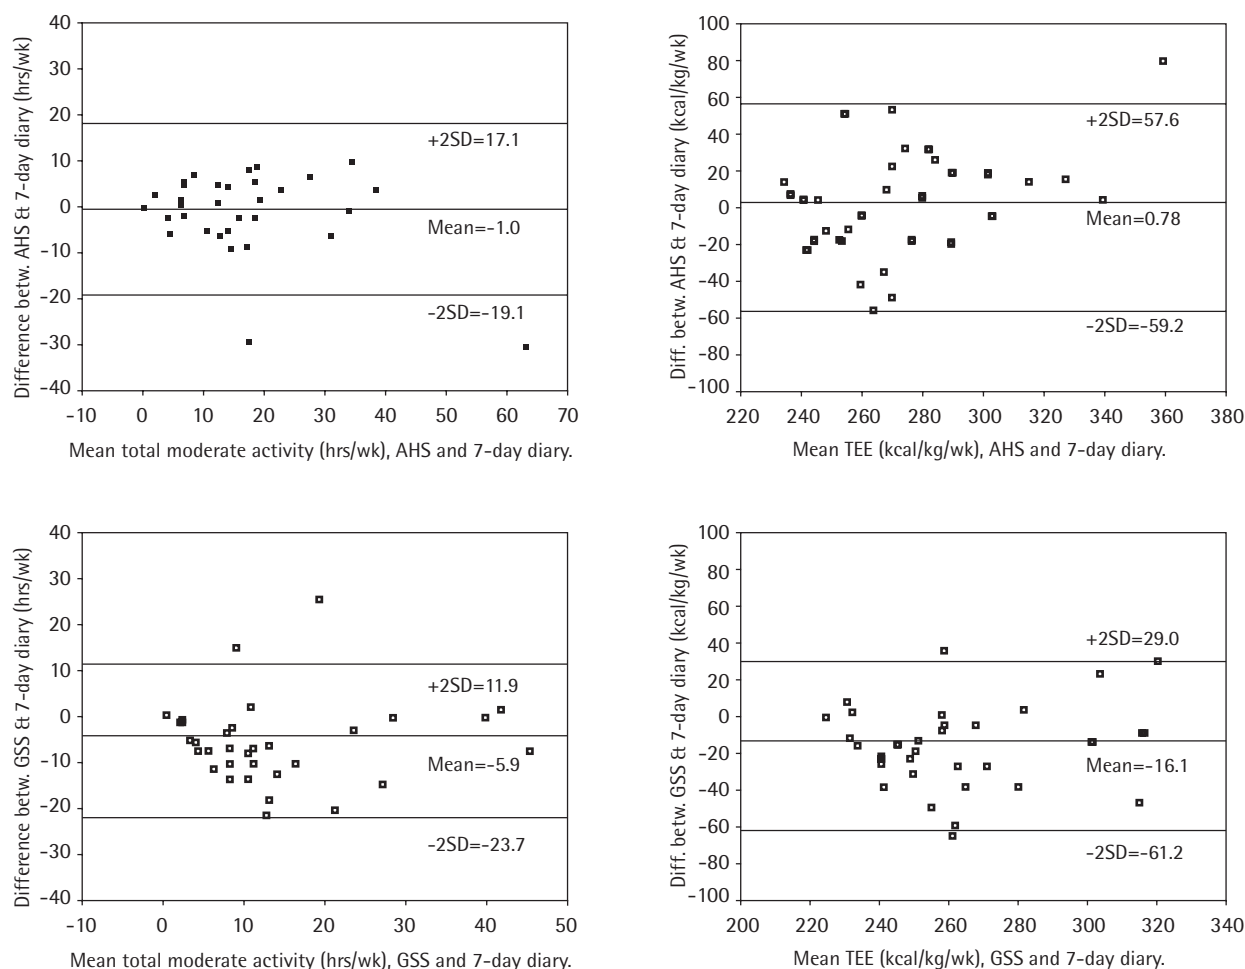 Difference betw. AHS & 7-day diary (hrs/wk)
40
30
20
10
0
-10
-20
-30
-40
+2SD=17.1
Mean=-1.0
-2SD=-19.1
-10 0 10 20 30 40 50 60 70
Mean total moderate activity (hrs/wk), AHS and 7-day diary.
Diff. betw. AHS & 7-day diary (kcal/kg/wk)
100
80
60
40
20
0
-20
-40
-60
-80
-100
+2SD=57.6
Mean=0.78
-2SD=-59.2
220 240 260 280 300 320 340 360 380
Mean TEE (kcal/kg/wk), AHS and 7-day diary.
Difference betw. GSS & 7-day diary (hrs/wk)
40
30
20
10
0
-10
-20
-30
-40
+2SD=11.9
Mean=-5.9
-2SD=-23.7
-10 0 10 20 30 40 50
Mean total moderate activity (hrs/wk), GSS and 7-day diary.
Diff. betw. GSS & 7-day diary (kcal/kg/wk)
100
80
60
40
20
0
-20
-40
-60
-80
-100
+2SD=29.0
Mean=-16.1
-2SD=-61.2
200 220 240 260 280 300 320 340
Mean TEE (kcal/kg/wk), GSS and 7-day diary.